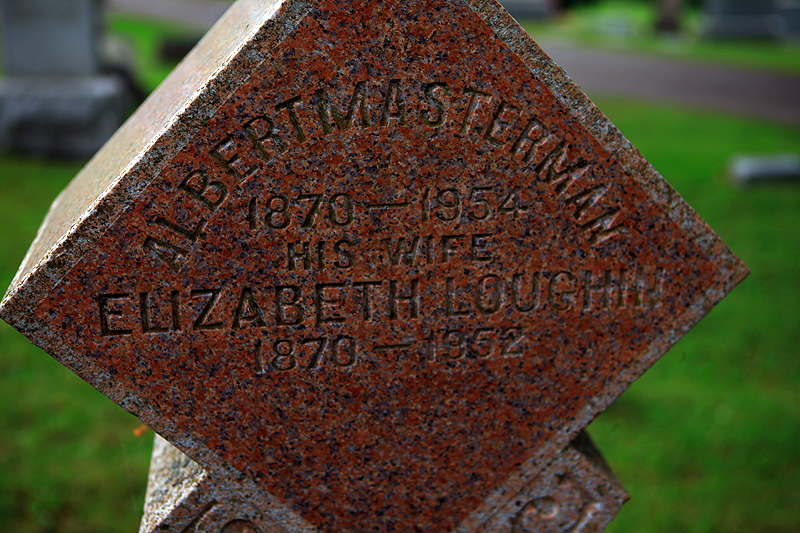 ALBERT MASTERMAN
1870 — 1954
HIS WIFE
ELIZABETH LOUGHIN
1870 — 1952